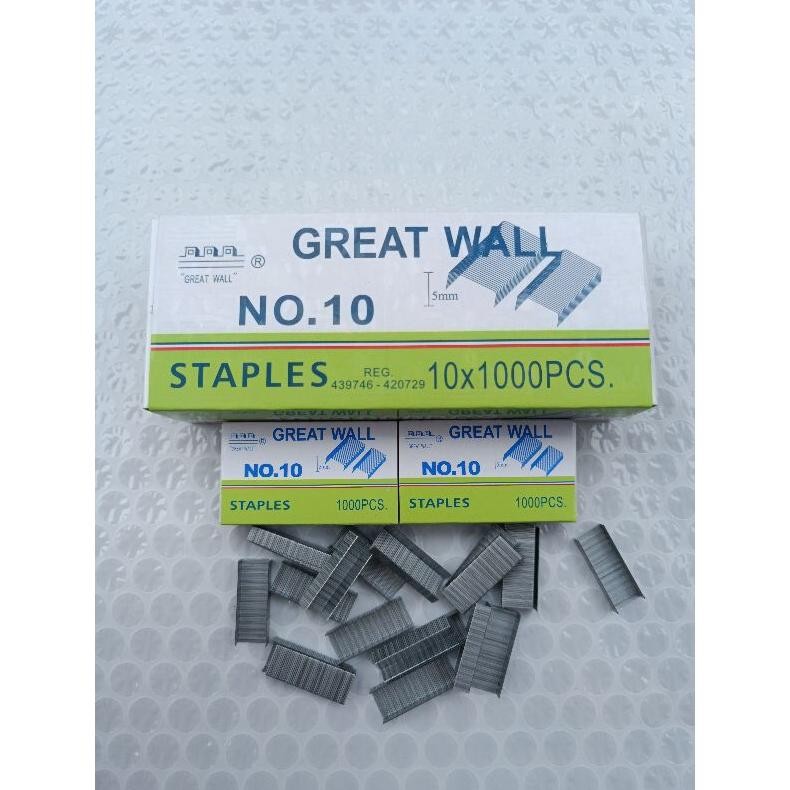 GREAT WALL
®
"GREAT WALL"
5mm
NO.10
STAPLES
REG.
439746 - 420729
10x1000PCS.
GREAT WALL
®
NO.10
STAPLES
1000PCS.
GREAT WALL
®
NO.10
STAPLES
1000PCS.